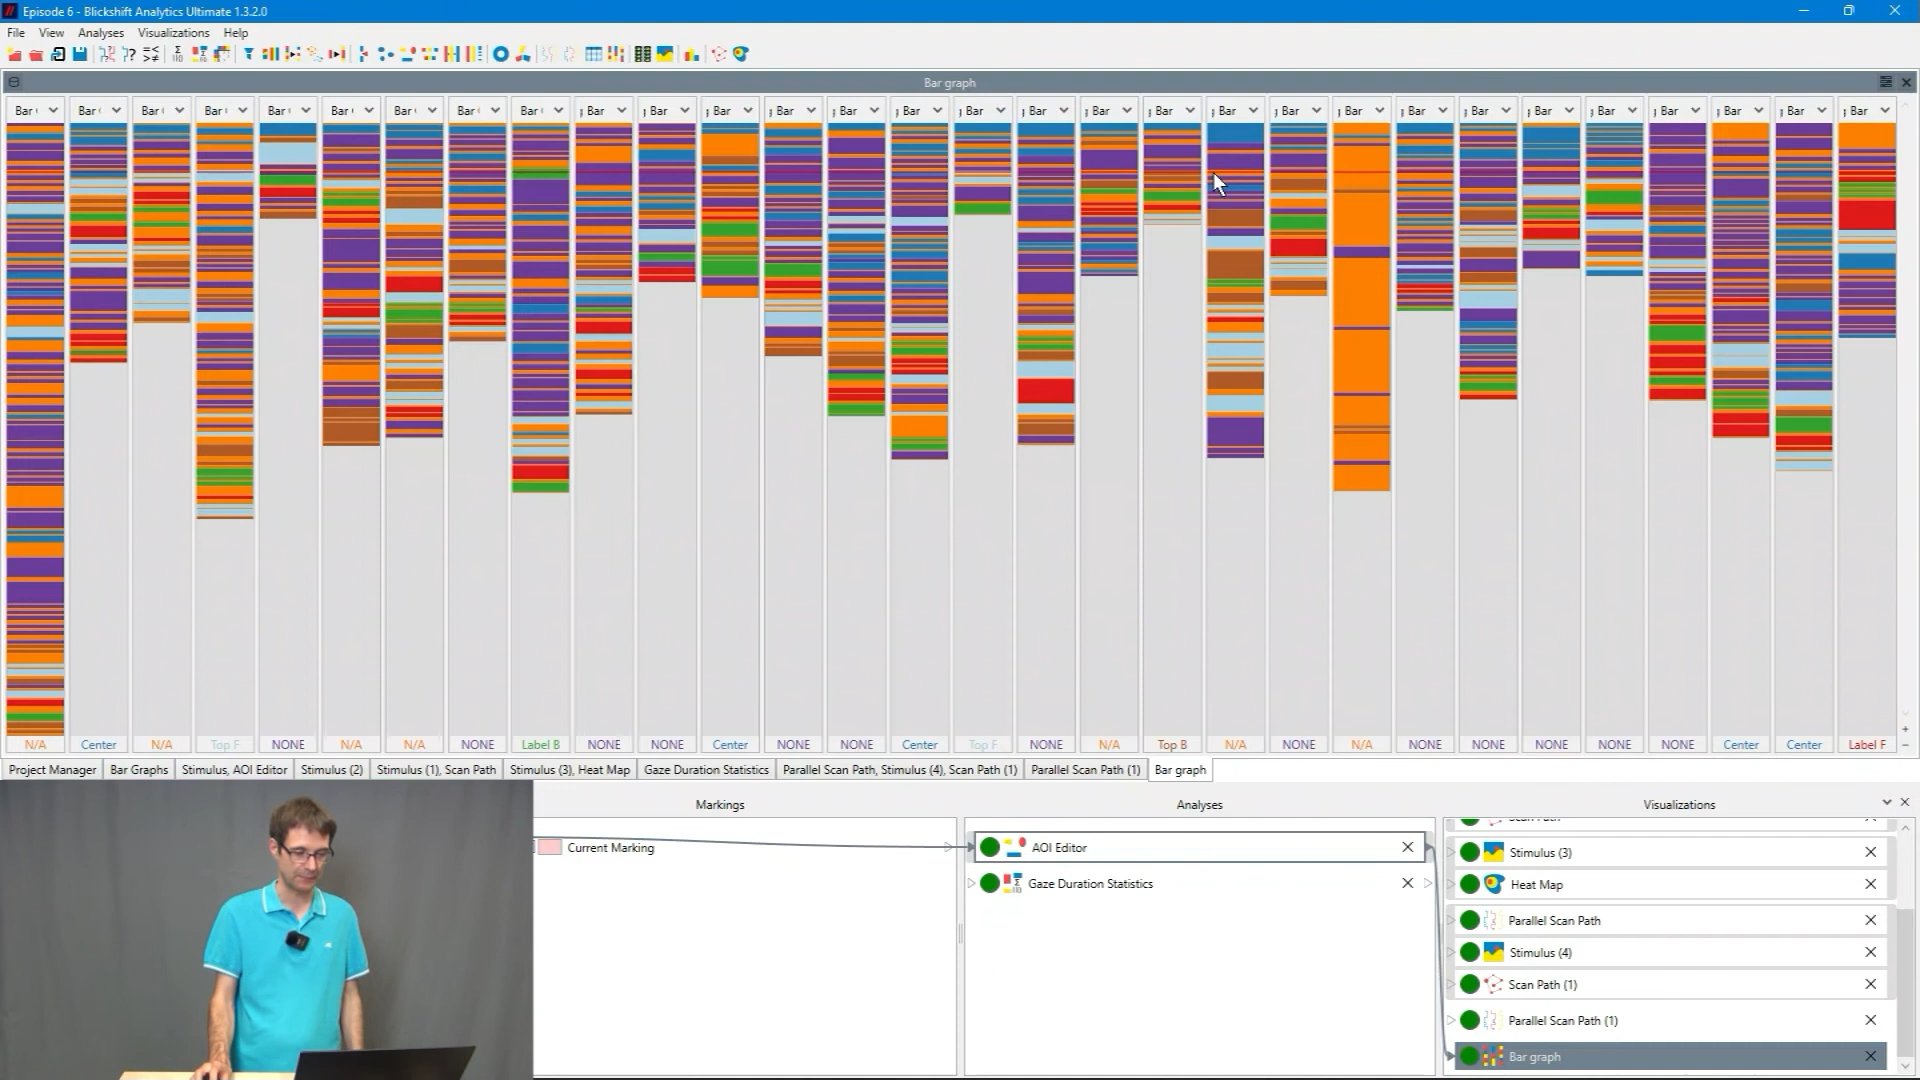 Episode 6 - Blickshift Analytics Ultimate 1.3.2.0
File View Analyses Visualizations Help
Bar graph
Bar Bar Bar Bar Bar Bar Bar Bar Bar Bar Bar Bar Bar Bar Bar Bar Bar Bar Bar Bar Bar Bar Bar Bar Bar Bar Bar Bar Bar Bar
N/A Center N/A Top F NONE N/A N/A NONE Label B NONE NONE Center NONE NONE Center Top F NONE N/A Top B N/A NONE N/A NONE NONE NONE NONE NONE Center Center Label F
Project Manager Bar Graphs Stimulus, AOI Editor Stimulus (2) Stimulus (1), Scan Path Stimulus (3), Heat Map Gaze Duration Statistics Parallel Scan Path, Stimulus (4), Scan Path (1) Parallel Scan Path (1) Bar graph
Markings Analyses Visualizations
Current Marking
AOI Editor
Gaze Duration Statistics
Scan Path
Stimulus (3)
Heat Map
Parallel Scan Path
Stimulus (4)
Scan Path (1)
Parallel Scan Path (1)
Bar graph